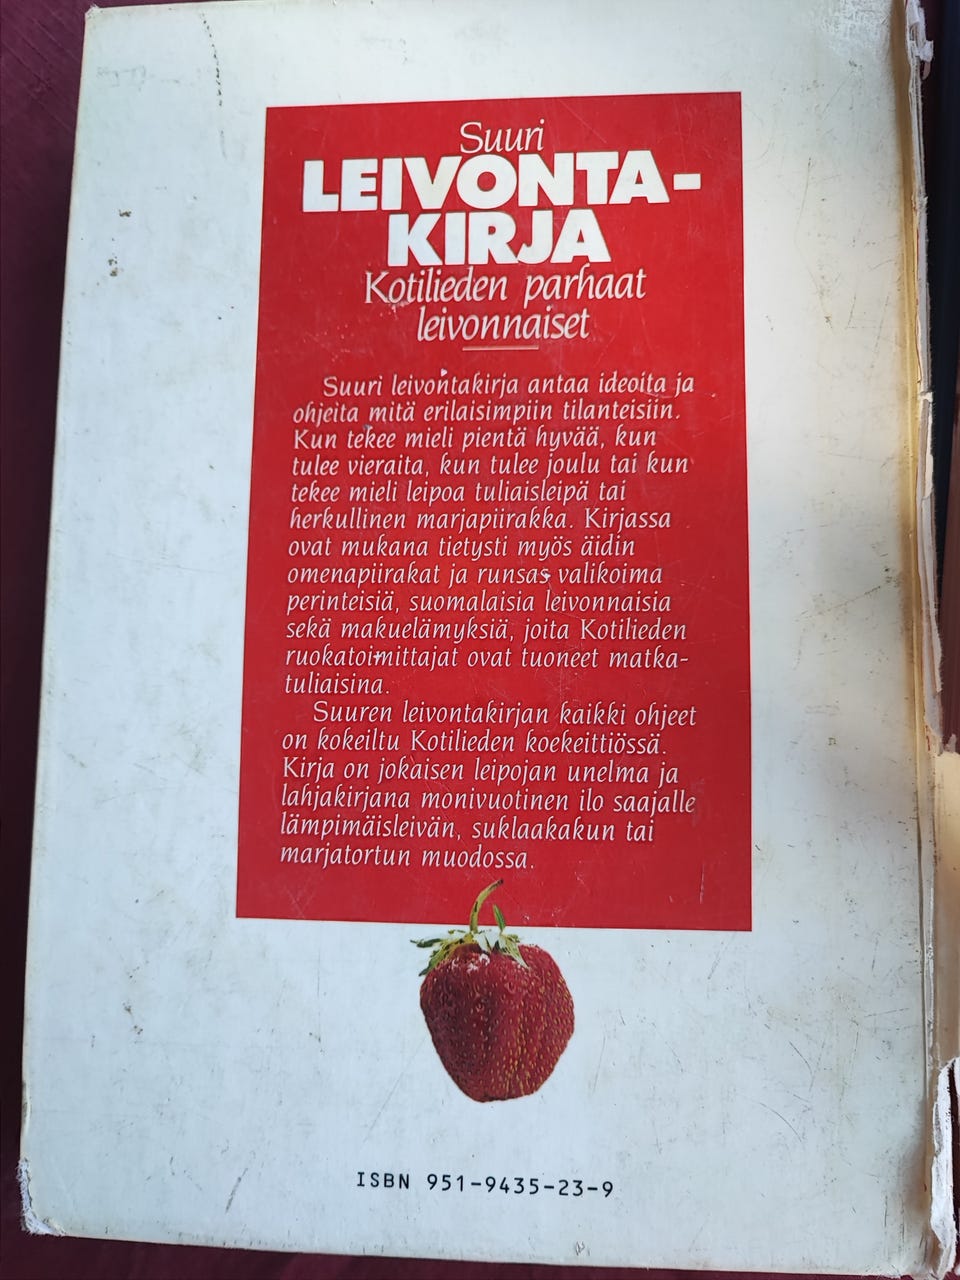 Suuri
LEIVONTA-
KIRJA
Kotilieden parhaat
leivonnaiset
Suuri leivontakirja antaa ideoita ja
ohjeita mitä erilaisimpiin tilanteisiin.
Kun tekee mieli pientä hyvää, kun
tulee vieraita, kun tulee joulu tai kun
tekee mieli leipoa tuliaisleipä tai
herkullinen marjapiirakka. Kirjassa
ovat mukana tietysti myös äidin
omenapiirakat ja runsas valikoima
perinteisiä, suomalaisia leivonnaisia
sekä makuelämyksiä, joita Kotilieden
ruokatoimittajat ovat tuoneet matka-
tuliaisina.
Suuren leivontakirjan kaikki ohjeet
on kokeiltu Kotilieden koekeittiössä.
Kirja on jokaisen leipojan unelma ja
lahjakirjana monivuotinen ilo saajalle
lämpimäisleivän, suklaakakun tai
marjatortun muodossa.
ISBN 951-9435-23-9